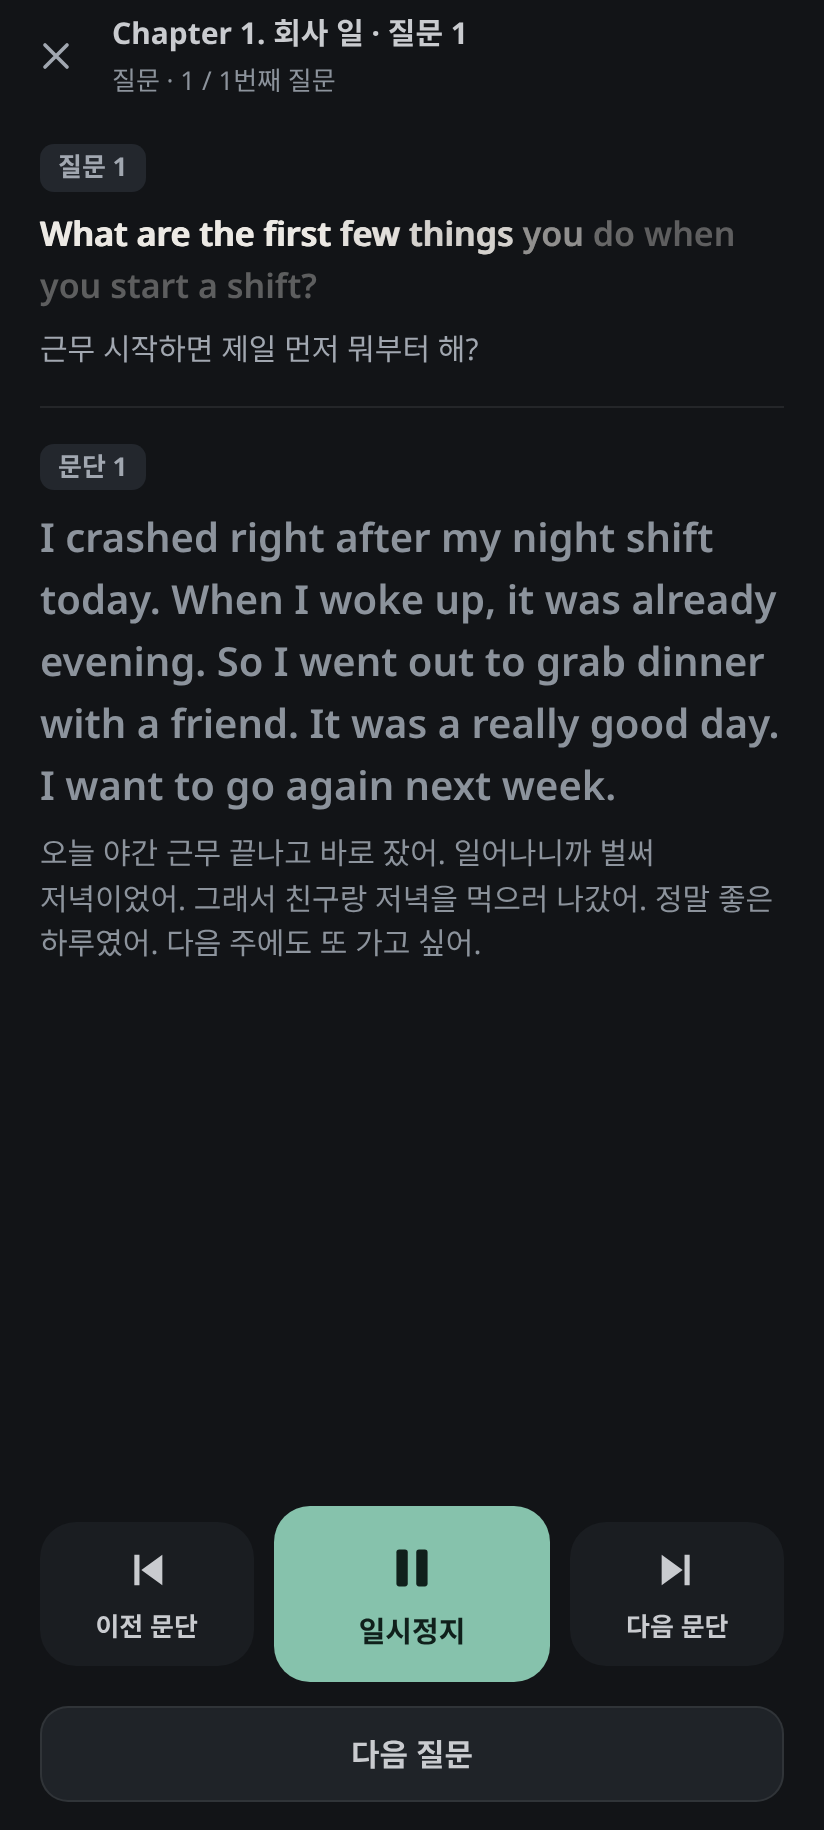 Chapter 1. 회사 일 · 질문 1
질문 · 1 / 1번째 질문
질문 1
What are the first few things you do when
you start a shift?
근무 시작하면 제일 먼저 뭐부터 해?
문단 1
I crashed right after my night shift
today. When I woke up, it was already
evening. So I went out to grab dinner
with a friend. It was a really good day.
I want to go again next week.
오늘 야간 근무 끝나고 바로 잤어. 일어나니까 벌써
저녁이었어. 그래서 친구랑 저녁을 먹으러 나갔어. 정말 좋은
하루였어. 다음 주에도 또 가고 싶어.
이전 문단
일시정지
다음 문단
다음 질문